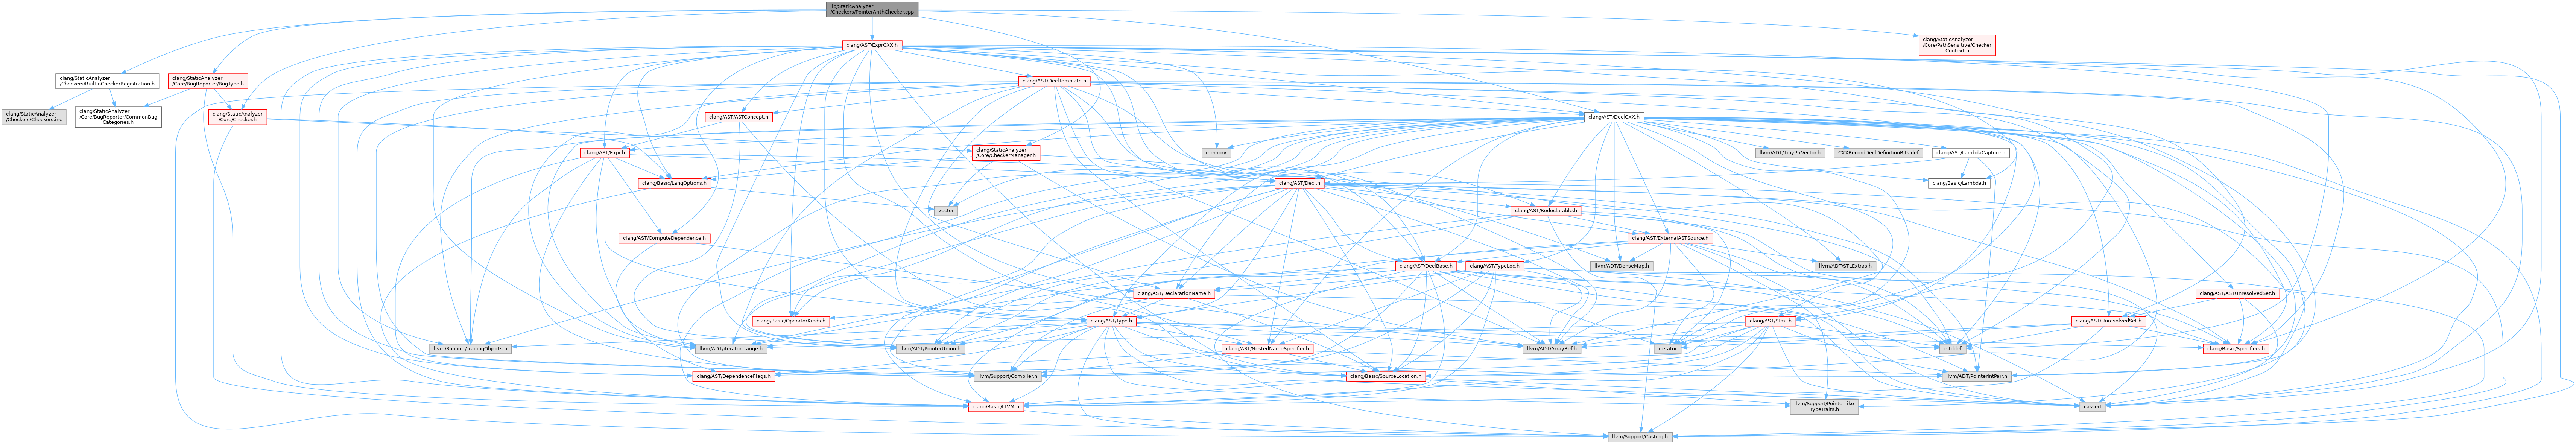 lib/StaticAnalyzer
/Checkers/PointerArithChecker.cpp
clang/AST/ExprCXX.h
clang/StaticAnalyzer
/Core/PathSensitive/Checker
Context.h
clang/StaticAnalyzer
/Checkers/BuiltinCheckerRegistration.h
clang/StaticAnalyzer
/Core/BugReporter/BugType.h
clang/AST/DeclTemplate.h
clang/StaticAnalyzer
/Checkers/Checkers.inc
clang/StaticAnalyzer
/Core/BugReporter/CommonBug
Categories.h
clang/StaticAnalyzer
/Core/Checker.h
clang/AST/ASTConcept.h
clang/AST/DeclCXX.h
clang/AST/Expr.h
clang/StaticAnalyzer
/Core/CheckerManager.h
memory
llvm/ADT/TinyPtrVector.h
CXXRecordDeclDefinitionBits.def
clang/AST/LambdaCapture.h
clang/Basic/LangOptions.h
clang/AST/Decl.h
clang/Basic/Lambda.h
vector
clang/AST/Redeclarable.h
clang/AST/ComputeDependence.h
clang/AST/ExternalASTSource.h
clang/AST/DeclBase.h
clang/AST/TypeLoc.h
llvm/ADT/DenseMap.h
llvm/ADT/STLExtras.h
clang/AST/DeclarationName.h
clang/AST/ASTUnresolvedSet.h
clang/Basic/OperatorKinds.h
clang/AST/Type.h
clang/AST/Stmt.h
clang/AST/UnresolvedSet.h
llvm/Support/TrailingObjects.h
llvm/ADT/iterator_range.h
llvm/ADT/PointerUnion.h
clang/AST/NestedNameSpecifier.h
llvm/ADT/ArrayRef.h
iterator
cstddef
clang/Basic/Specifiers.h
clang/AST/DependenceFlags.h
llvm/Support/Compiler.h
clang/Basic/SourceLocation.h
llvm/ADT/PointerIntPair.h
clang/Basic/LLVM.h
llvm/Support/PointerLike
TypeTraits.h
cassert
llvm/Support/Casting.h